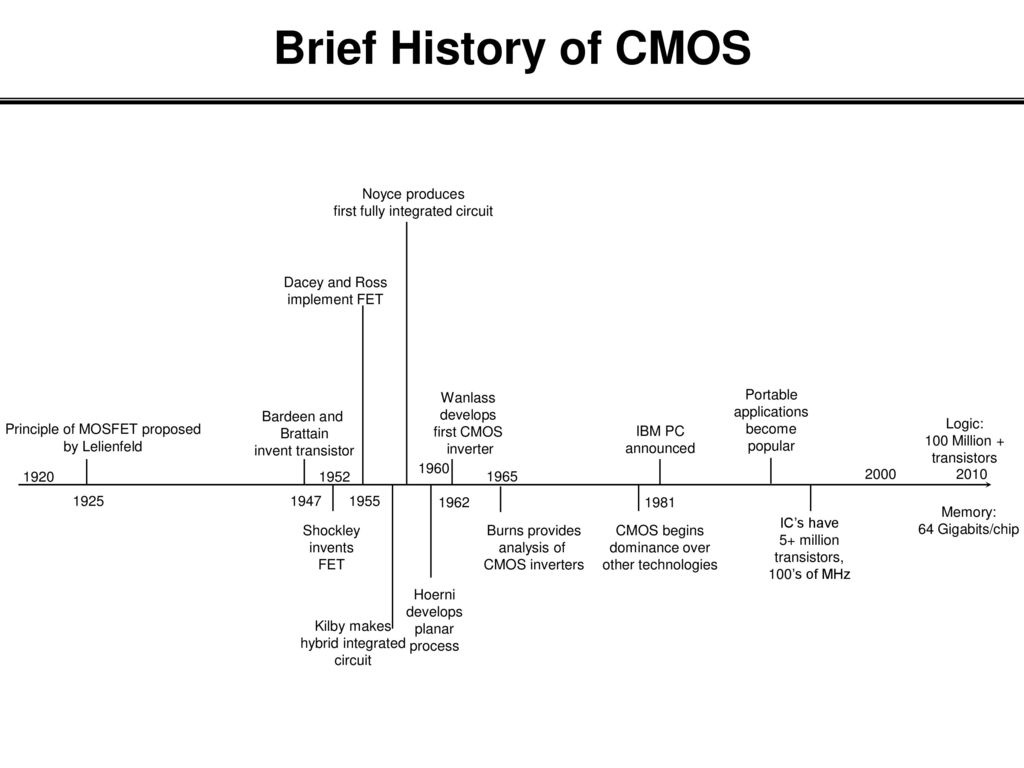 Brief History of CMOS
Noyce produces
first fully integrated circuit
Dacey and Ross
implement FET
Principle of MOSFET proposed
by Lelienfeld
Bardeen and
Brattain
invent transistor
Wanlass
develops
first CMOS
inverter
IBM PC
announced
Portable
applications
become
popular
Logic:
100 Million +
transistors
1920
1952
1960
1965
2000
2010
1925
1947
1955
1962
1981
Shockley
invents
FET
Burns provides
analysis of
CMOS inverters
CMOS begins
dominance over
other technologies
IC's have
5+ million
transistors,
100's of MHz
Memory:
64 Gigabits/chip
Kilby makes
hybrid integrated
circuit
Hoerni
develops
planar
process